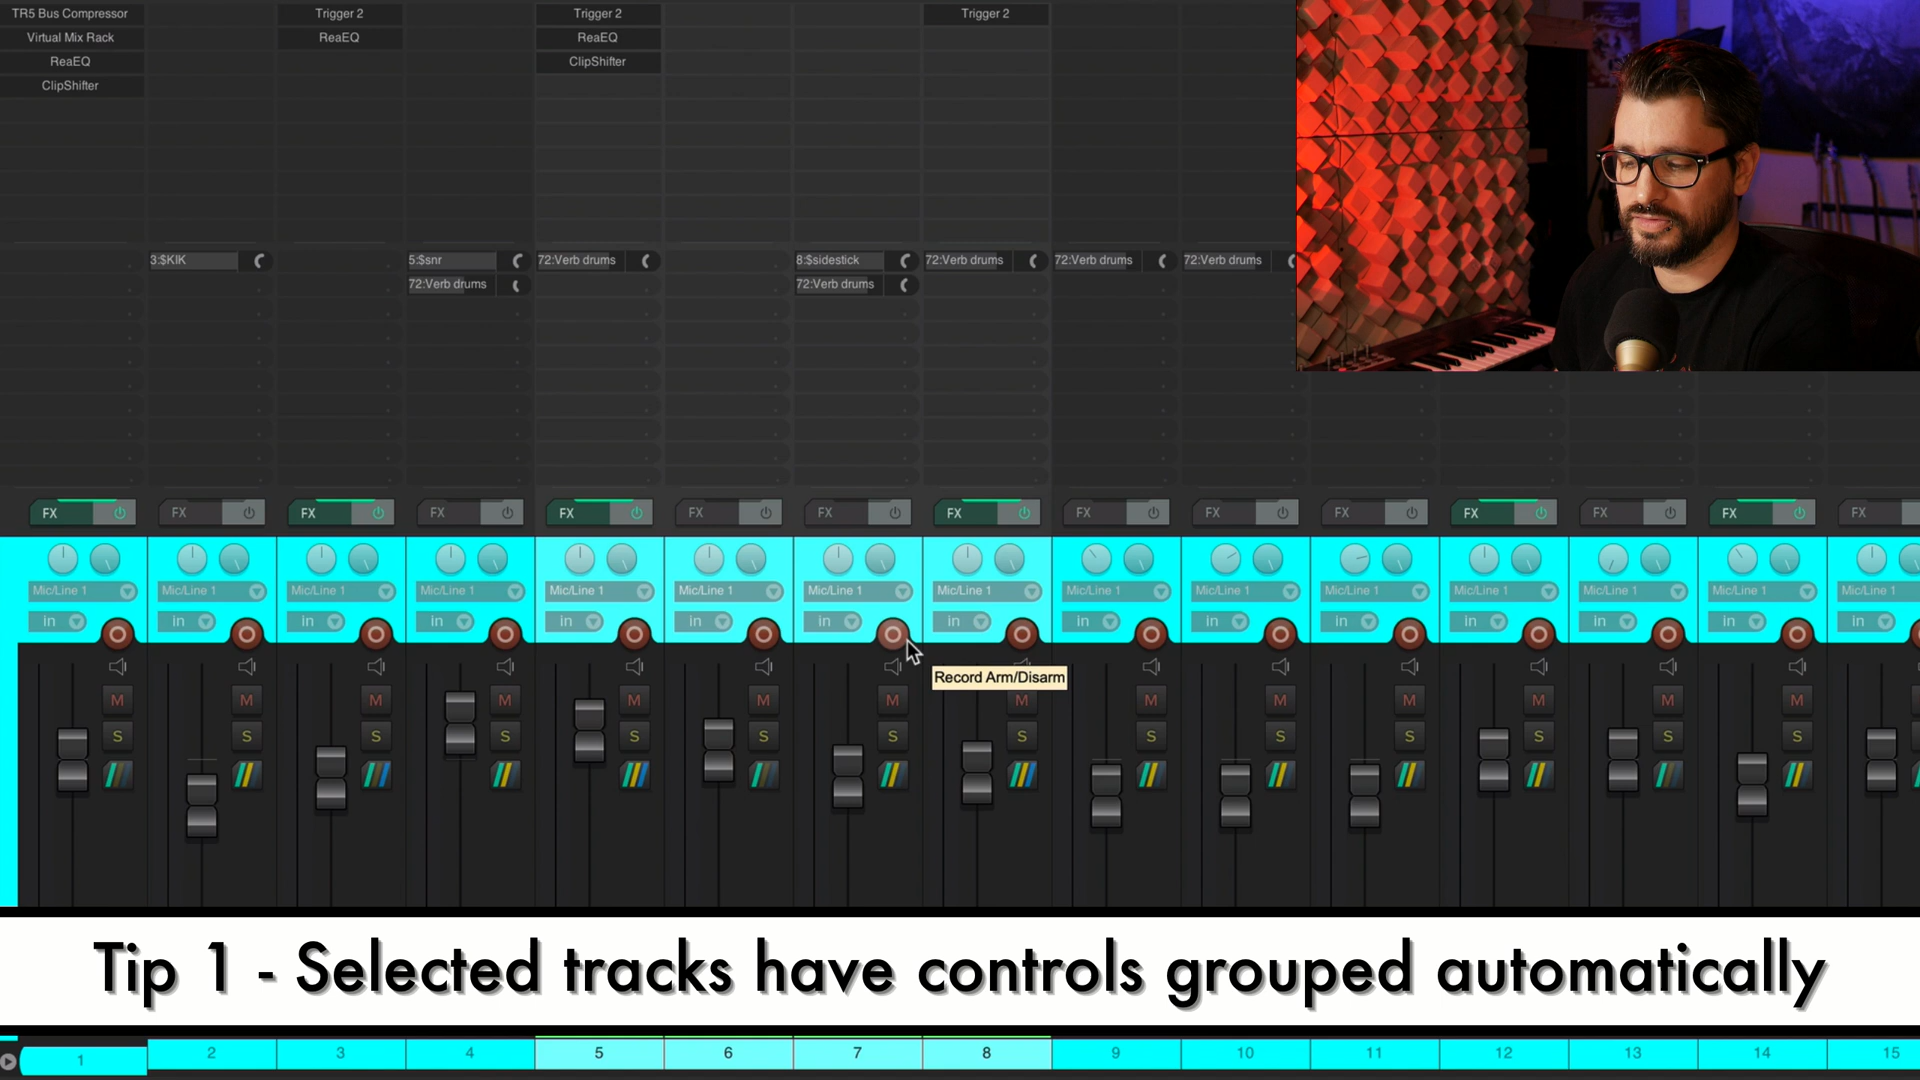 TR5 Bus Compressor Trigger 2 Trigger 2 Trigger 2
Virtual Mix Rack ReaEQ ReaEQ
ReaEQ ClipShifter
ClipShifter
3:$KIK 5:$snr 72:Verb drums 8:$sidestick 72:Verb drums 72:Verb drums 72:Verb drums
72:Verb drums 72:Verb drums
FX FX FX FX FX FX FX FX FX FX FX FX FX FX FX
Mic/Line 1 Mic/Line 1 Mic/Line 1 Mic/Line 1 Mic/Line 1 Mic/Line 1 Mic/Line 1 Mic/Line 1 Mic/Line 1 Mic/Line 1 Mic/Line 1 Mic/Line 1 Mic/Line 1 Mic/Line 1 Mic/Line 1
in in in in in in in in in in in in in in in
Record Arm/Disarm
M M M M M M M M M M M M M M
S S S S S S S S S S S S S S
Tip 1 - Selected tracks have controls grouped automatically
1 2 3 4 5 6 7 8 9 10 11 12 13 14 15